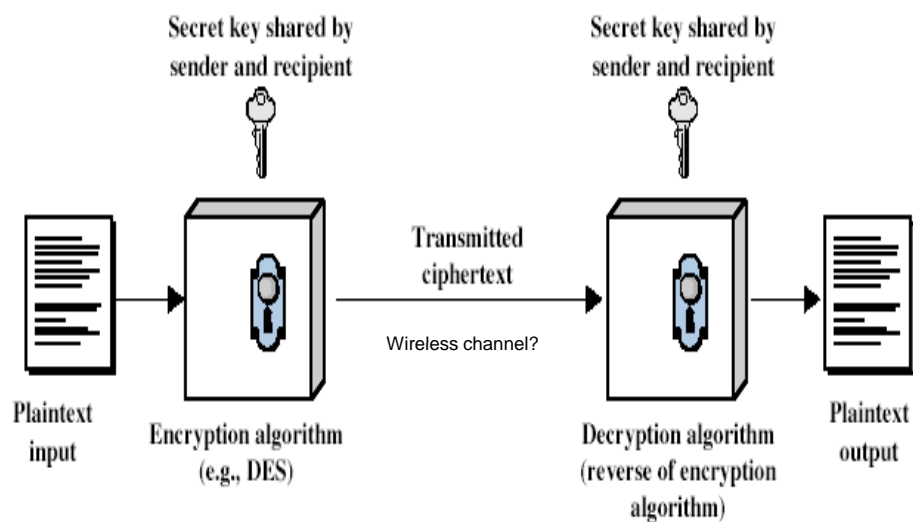 Secret key shared by
sender and recipient
Secret key shared by
sender and recipient
Transmitted
ciphertext
Wireless channel?
Plaintext
input
Encryption algorithm
(e.g., DES)
Decryption algorithm
(reverse of encryption
algorithm)
Plaintext
output